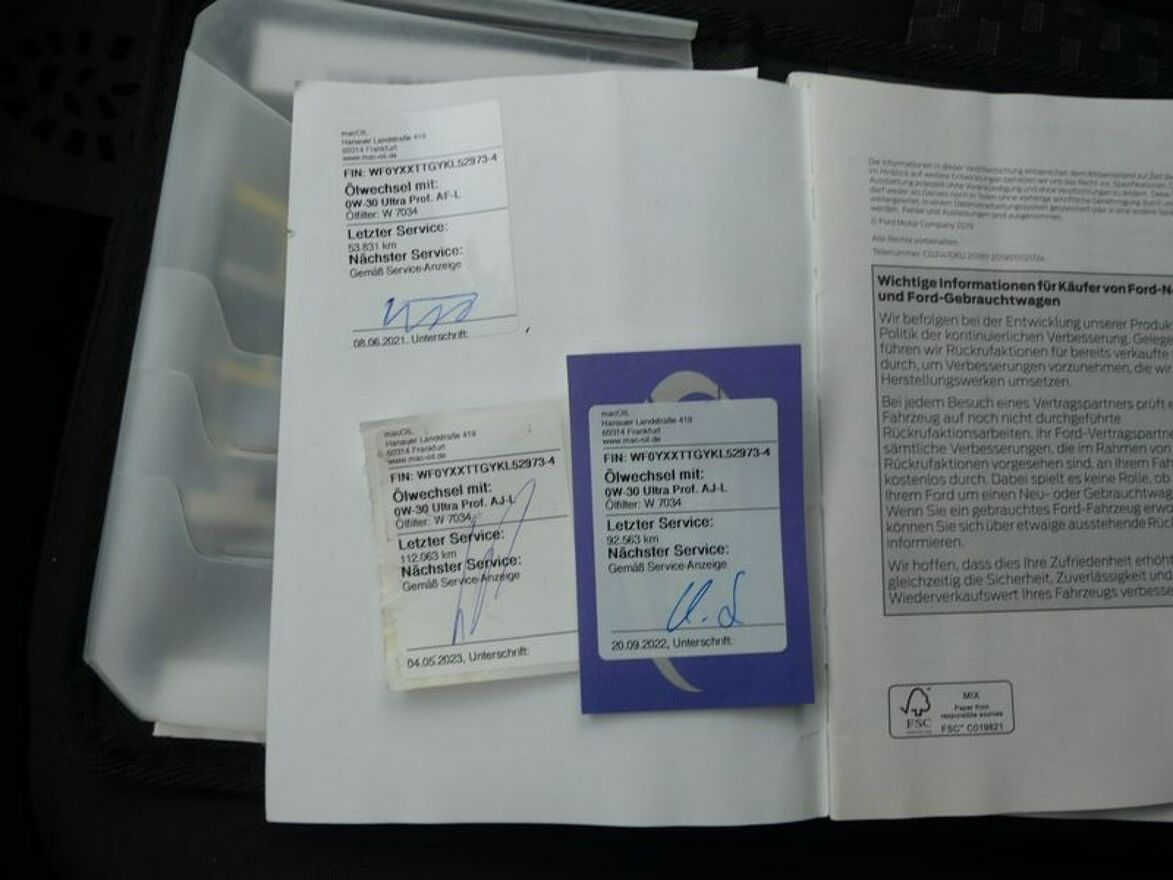 macOIL,
Hanauer Landstraße 419
60314 Frankfurt
www.mac-oil.de
FIN: WF0YXXTTGYKL52973-4
Ölwechsel mit:
0W-30 Ultra Prof. AF-L
Ölfilter: W 7034
Letzter Service:
53.831 km
Nächster Service:
Gemäß Service-Anzeige
08.06.2021, Unterschrift:
macOIL,
Hanauer Landstraße 419
60314 Frankfurt
www.mac-oil.de
FIN: WF0YXXTTGYKL52973-4
Ölwechsel mit:
0W-30 Ultra Prof. AJ-L
Ölfilter: W 7034
Letzter Service:
112.063 km
Nächster Service:
Gemäß Service-Anzeige
04.05.2023, Unterschrift:
macOIL,
Hanauer Landstraße 419
60314 Frankfurt
www.mac-oil.de
FIN: WF0YXXTTGYKL52973-4
Ölwechsel mit:
0W-30 Ultra Prof. AJ-L
Ölfilter: W 7034
Letzter Service:
92.563 km
Nächster Service:
Gemäß Service-Anzeige
20.09.2022, Unterschrift:
Die Informationen in dieser Veröffentlichung entsprechen dem
© Ford Motor Company
Alle Rechte vorbehalten.
Wichtige Informationen für Käufer von Ford-N
und Ford-Gebrauchtwagen
Wir befolgen bei der Entwicklung unserer Produk
Politik der kontinuierlichen Verbesserung. Gelege
führen wir Rückrufaktionen für bereits verkaufte
durch, um Verbesserungen vorzunehmen, die wir
Herstellungswerken umsetzen.
Bei jedem Besuch eines Vertragspartners prüft e
Fahrzeug auf noch nicht durchgeführte
Rückrufaktionsarbeiten. Ihr Ford-Vertragspartne
sämtliche Verbesserungen, die im Rahmen von
Rückrufaktionen vorgesehen sind, an Ihrem Fah
kostenlos durch. Dabei spielt es keine Rolle, ob
Ihrem Ford um einen Neu- oder Gebrauchtwa
Wenn Sie ein gebrauchtes Ford-Fahrzeug erwe
können Sie sich über etwaige ausstehende Rüc
informieren.
Wir hoffen, dass dies Ihre Zufriedenheit erhöht
gleichzeitig die Sicherheit, Zuverlässigkeit und
Wiederverkaufswert Ihres Fahrzeugs verbesse
FSC
MIX
Paper from
responsible sources
FSG™ C019821